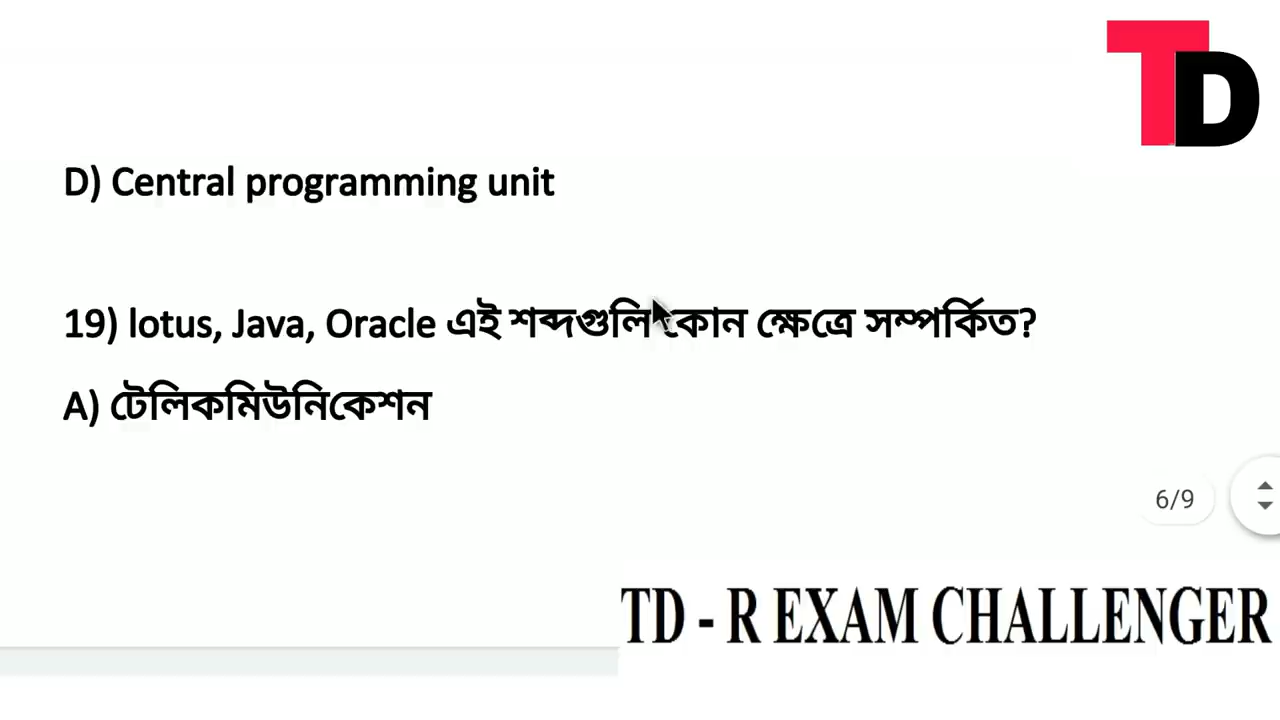 TD
D) Central programming unit
19) lotus, Java, Oracle এই শব্দগুলি কোন ক্ষেত্রে সম্পর্কিত?
A) টেলিকমিউনিকেশন
6/9
TD - R EXAM CHALLENGER